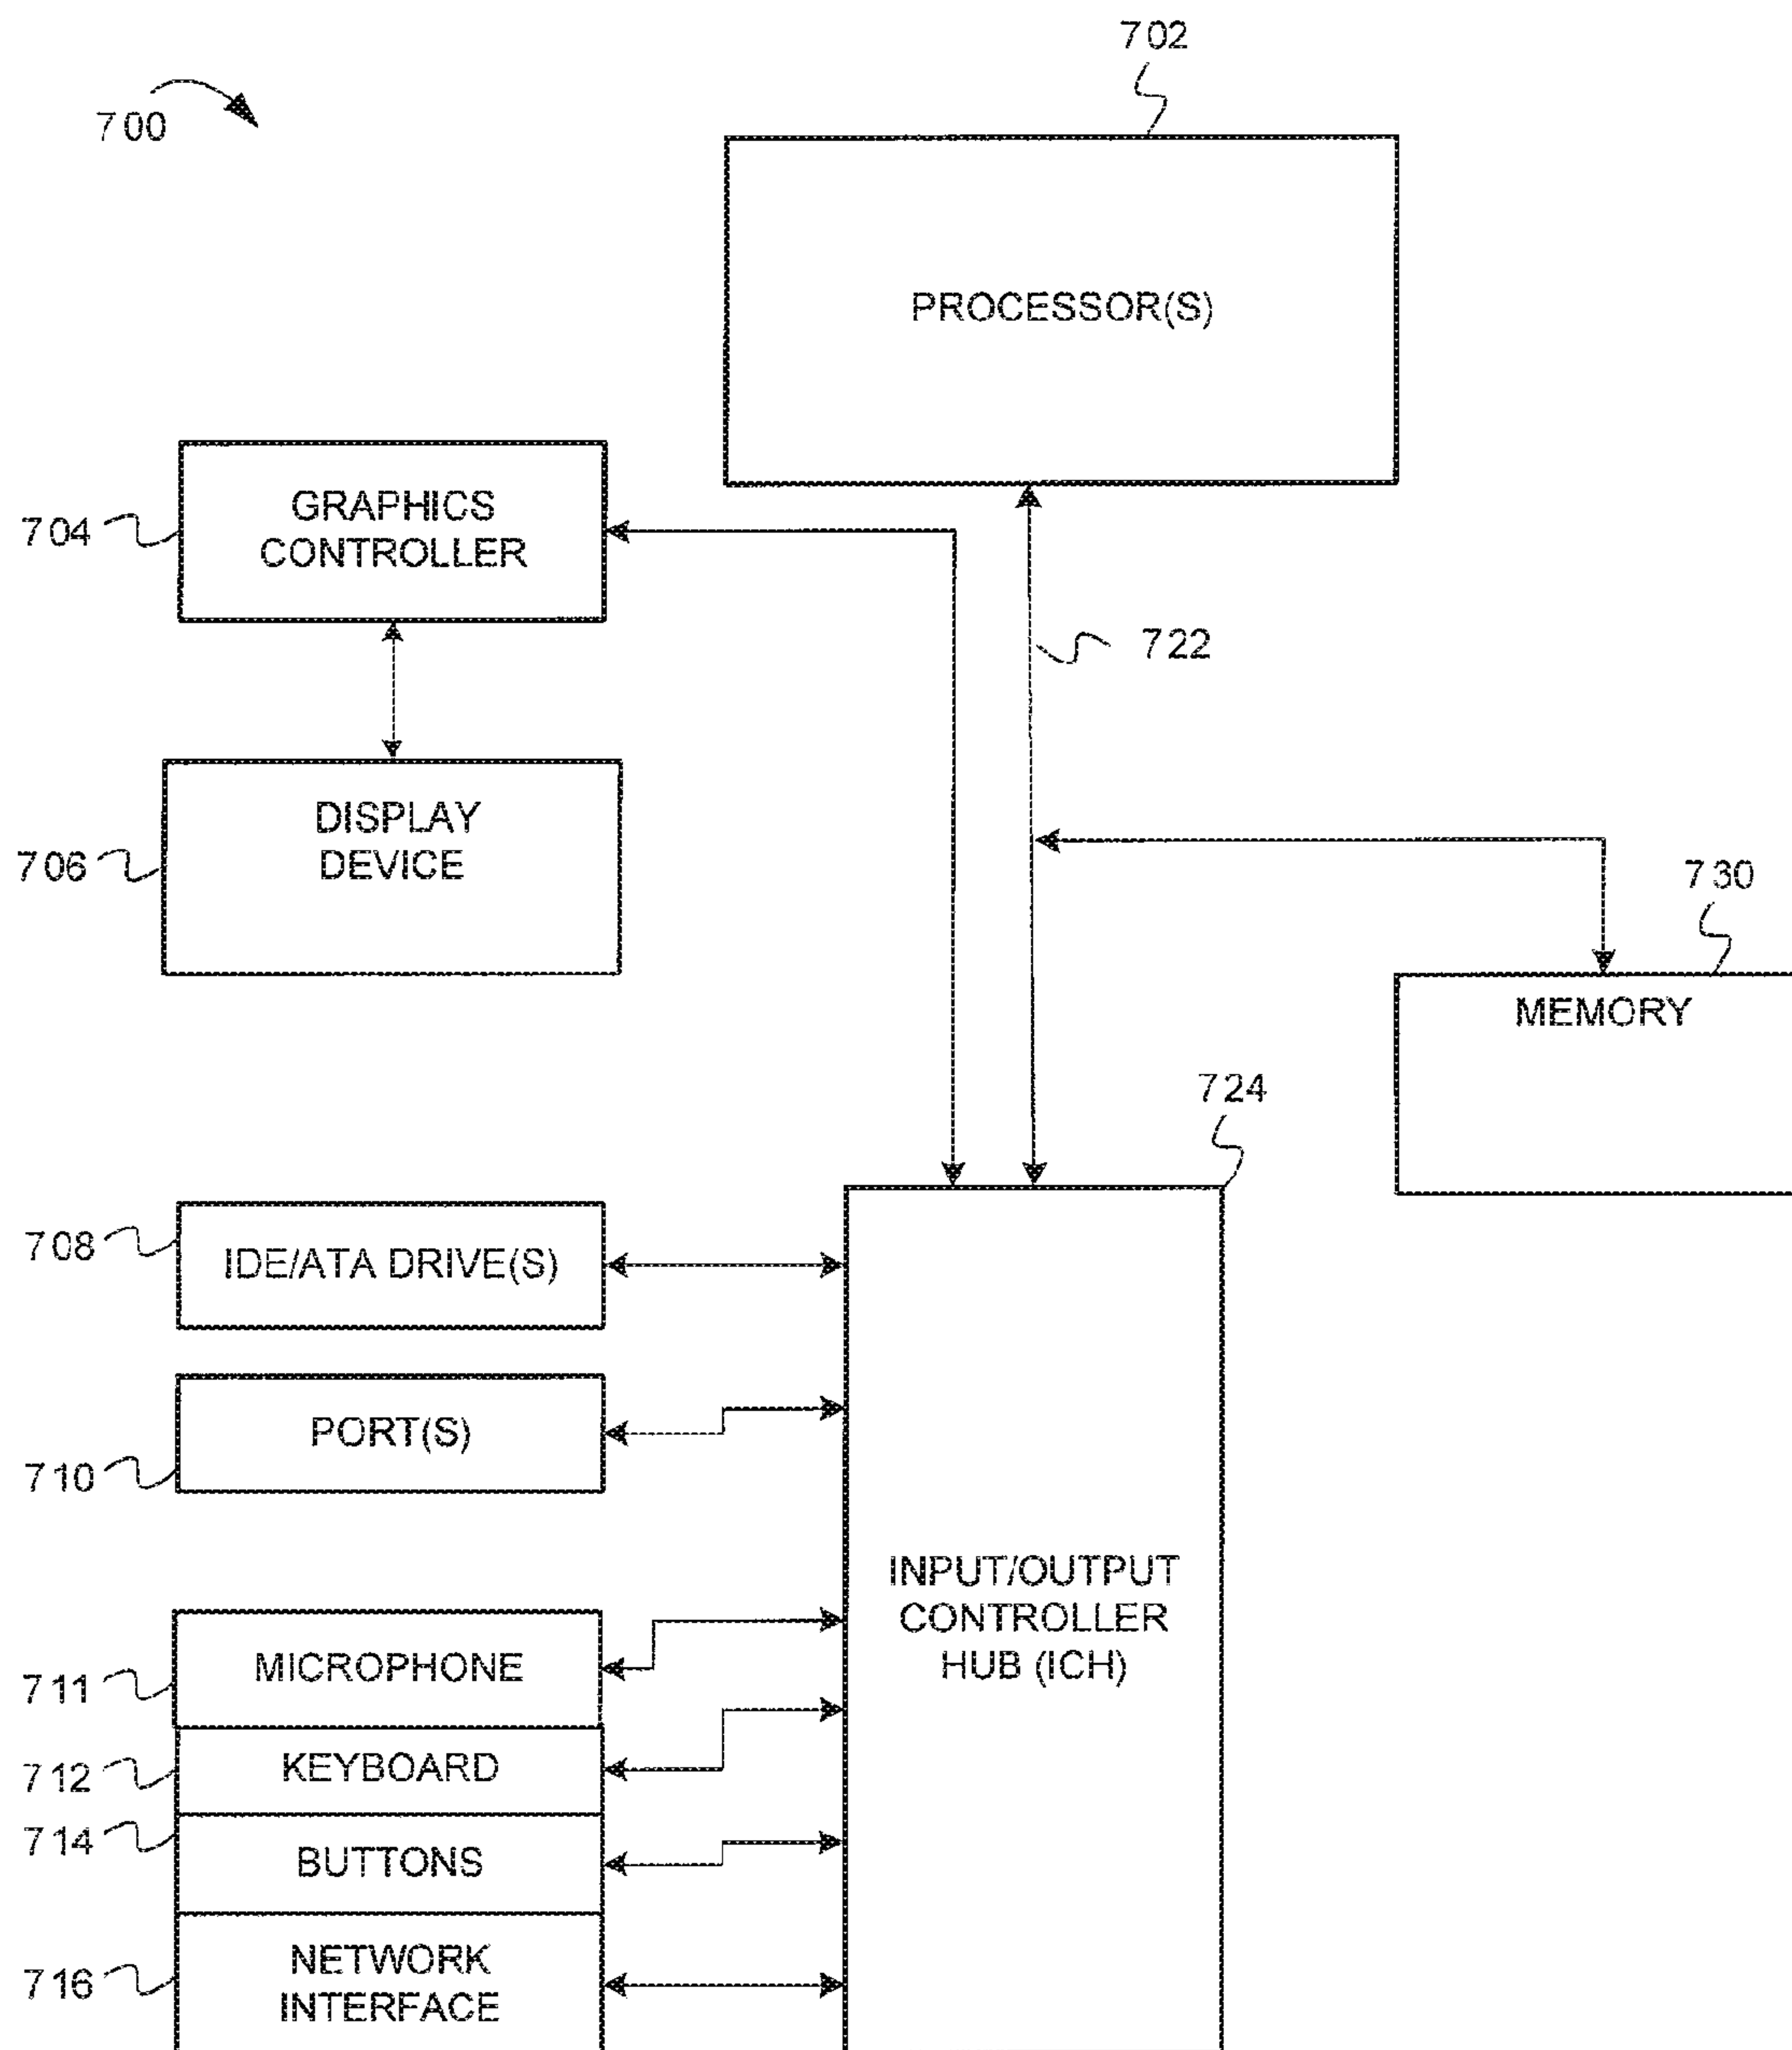 702
700
PROCESSOR(S)
GRAPHICS
CONTROLLER
704
722
DISPLAY
DEVICE
706
730
MEMORY
724
708
IDE/ATA DRIVE(S)
PORT(S)
710
INPUT/OUTPUT
CONTROLLER
HUB (ICH)
MICROPHONE
711
KEYBOARD
712
714
BUTTONS
NETWORK
INTERFACE
716